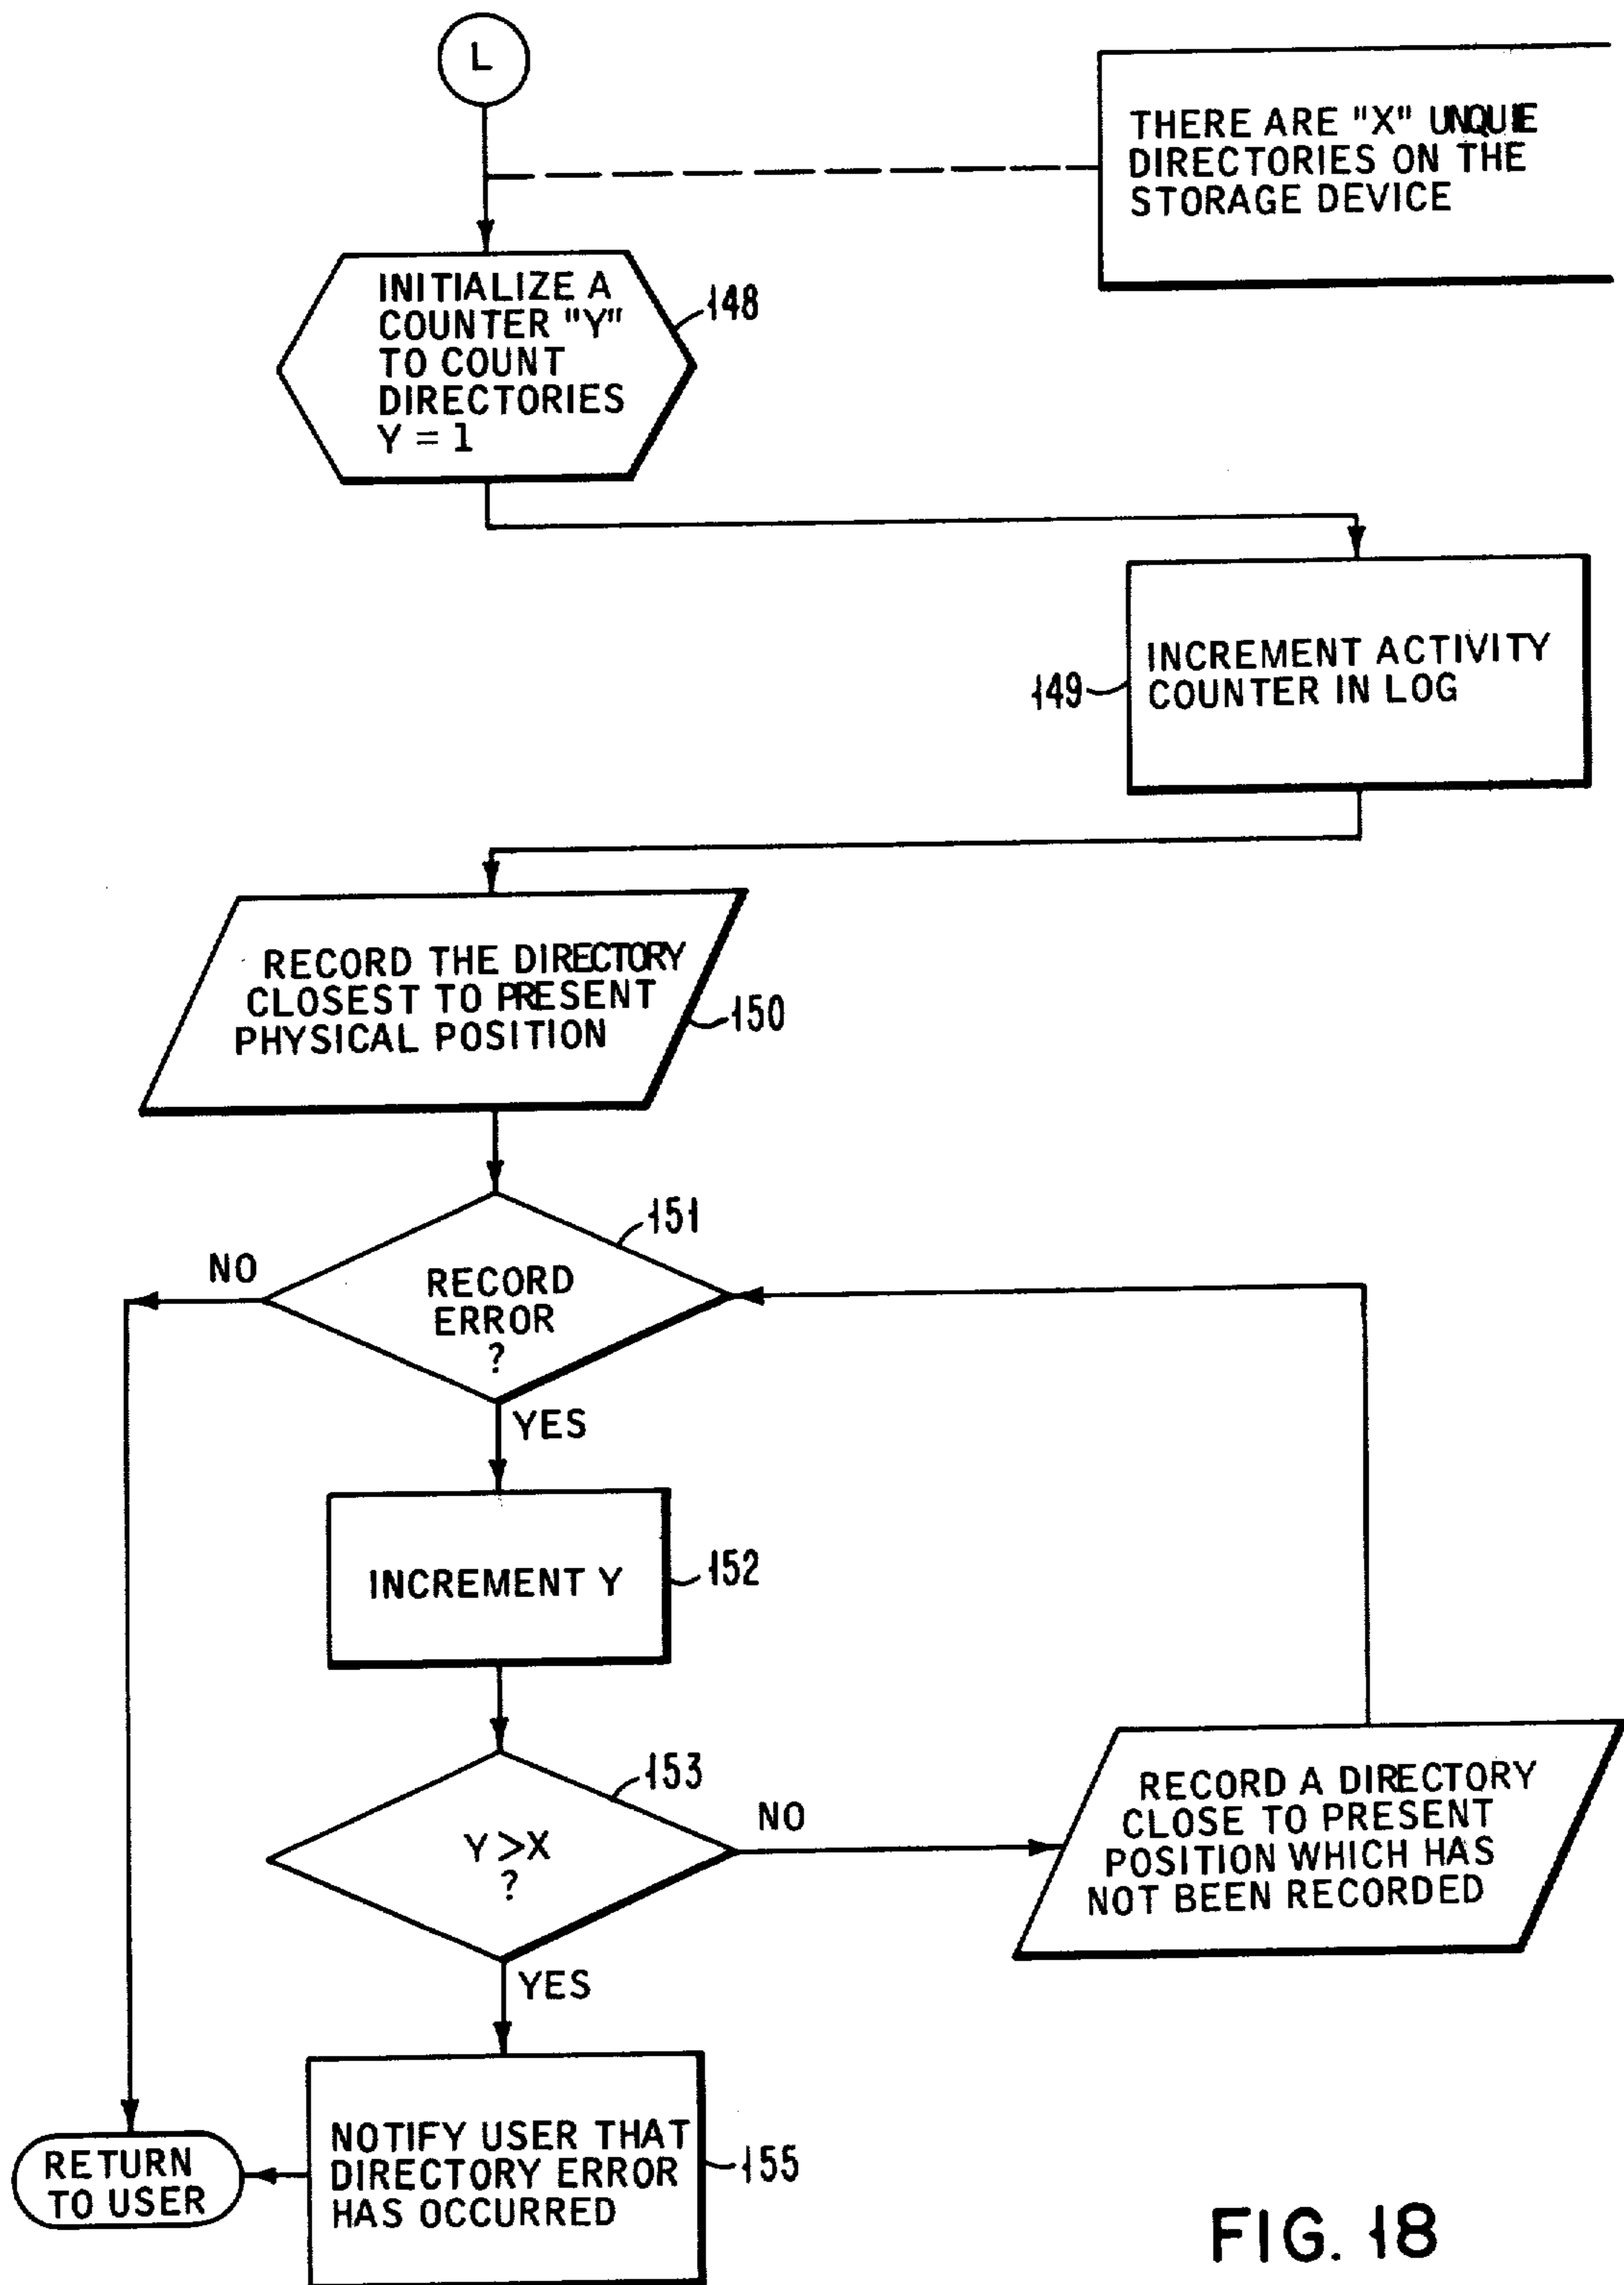 L
THERE ARE "X" UNQUIE
DIRECTORIES ON THE
STORAGE DEVICE
INITIALIZE A
COUNTER "Y"
TO COUNT
DIRECTORIES
Y = 1
148
INCREMENT ACTIVITY
COUNTER IN LOG
149
RECORD THE DIRECTORY
CLOSEST TO PRESENT
PHYSICAL POSITION
150
151
NO
RECORD
ERROR
?
YES
INCREMENT Y
152
153
Y>X
?
NO
RECORD A DIRECTORY
CLOSE TO PRESENT
POSITION WHICH HAS
NOT BEEN RECORDED
YES
NOTIFY USER THAT
DIRECTORY ERROR
HAS OCCURRED
155
RETURN
TO USER
FIG. 18